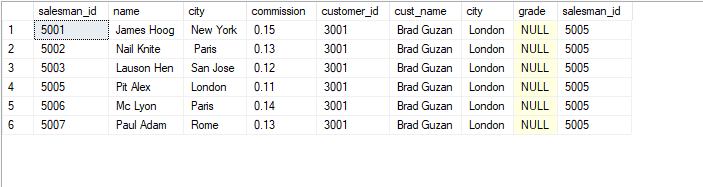 salesman_id name city commission customer_id cust_name city grade salesman_id
1 5001 James Hoog New York 0.15 3001 Brad Guzan London NULL 5005
2 5002 Nail Knite Paris 0.13 3001 Brad Guzan London NULL 5005
3 5003 Lauson Hen San Jose 0.12 3001 Brad Guzan London NULL 5005
4 5005 Pit Alex London 0.11 3001 Brad Guzan London NULL 5005
5 5006 Mc Lyon Paris 0.14 3001 Brad Guzan London NULL 5005
6 5007 Paul Adam Rome 0.13 3001 Brad Guzan London NULL 5005